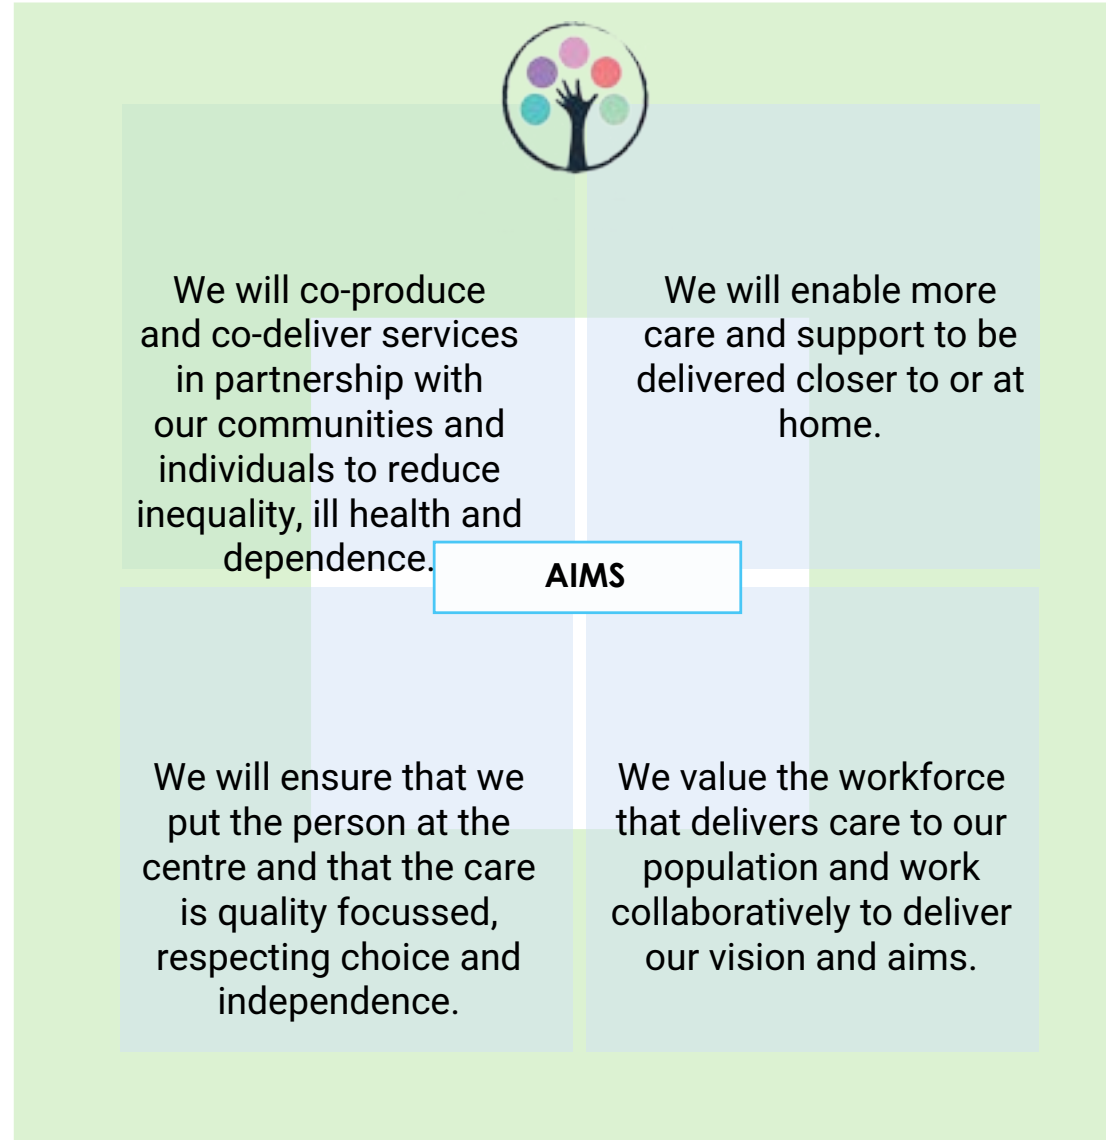 We will co-produce
and co-deliver services
in partnership with
our communities and
individuals to reduce
inequality, ill health and
dependence.
We will enable more
care and support to be
delivered closer to or at
home.
AIMS
We will ensure that we
put the person at the
centre and that the care
is quality focussed,
respecting choice and
independence.
We value the workforce
that delivers care to our
population and work
collaboratively to deliver
our vision and aims.